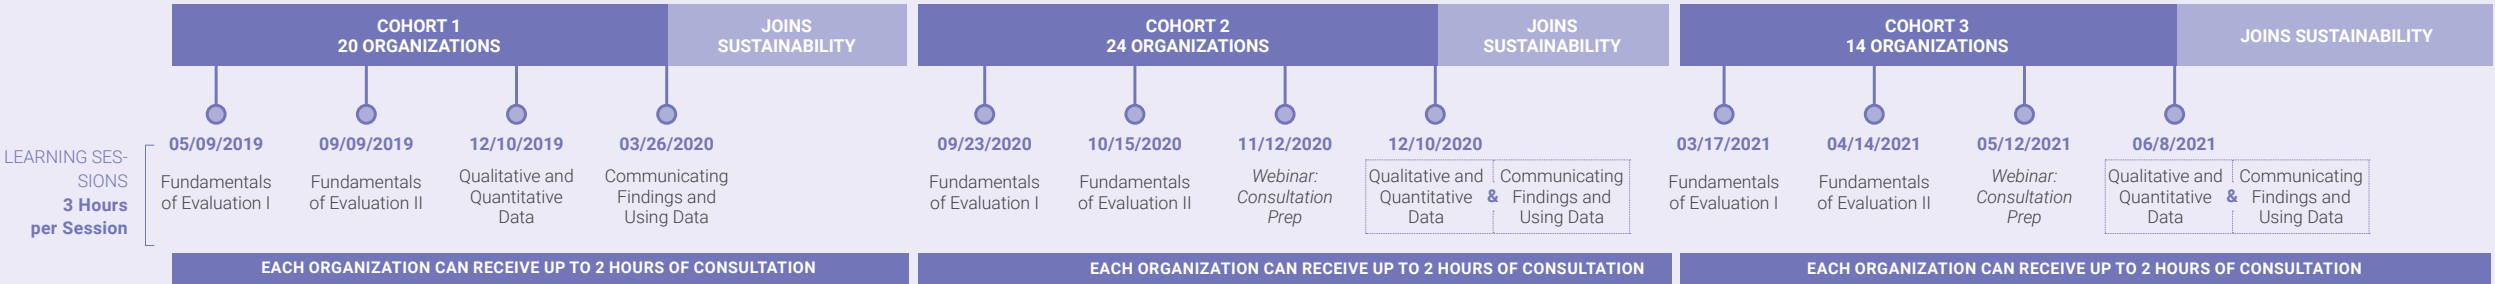 COHORT 1
20 ORGANIZATIONS
JOINS
SUSTAINABILITY
COHORT 2
24 ORGANIZATIONS
JOINS
SUSTAINABILITY
COHORT 3
14 ORGANIZATIONS
JOINS SUSTAINABILITY
LEARNING SES-
SIONS
3 Hours
per Session
05/09/2019
Fundamentals
of Evaluation I
09/09/2019
Fundamentals
of Evaluation II
12/10/2019
Qualitative and
Quantitative
Data
03/26/2020
Communicating
Findings and
Using Data
09/23/2020
Fundamentals
of Evaluation I
10/15/2020
Fundamentals
of Evaluation II
11/12/2020
Webinar:
Consultation
Prep
12/10/2020
Qualitative and
Quantitative
Data
&
Communicating
Findings and
Using Data
03/17/2021
Fundamentals
of Evaluation I
04/14/2021
Fundamentals
of Evaluation II
05/12/2021
Webinar:
Consultation
Prep
06/8/2021
Qualitative and
Quantitative
Data
&
Communicating
Findings and
Using Data
EACH ORGANIZATION CAN RECEIVE UP TO 2 HOURS OF CONSULTATION
EACH ORGANIZATION CAN RECEIVE UP TO 2 HOURS OF CONSULTATION
EACH ORGANIZATION CAN RECEIVE UP TO 2 HOURS OF CONSULTATION